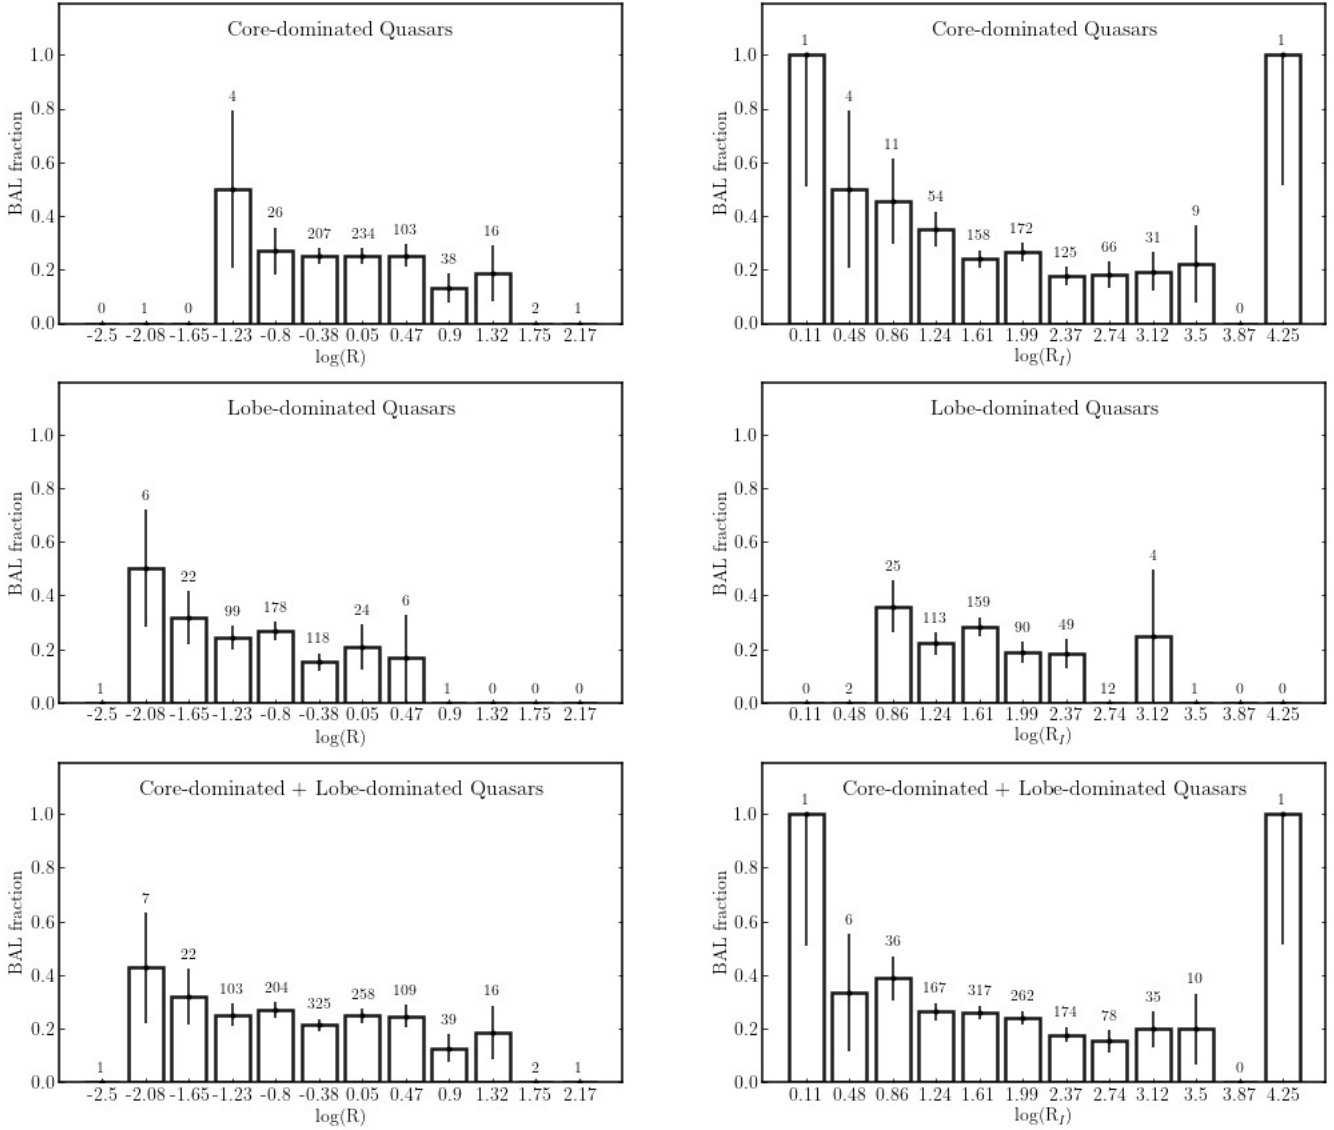 Core-dominated Quasars
BAL fraction
1.0
0.8
0.6
0.4
0.2
0.0
0 1 0 4 26 207 234 103 38 16 2 1
-2.5 -2.08 -1.65 -1.23 -0.8 -0.38 0.05 0.47 0.9 1.32 1.75 2.17
log(R)
Core-dominated Quasars
BAL fraction
1.0
0.8
0.6
0.4
0.2
0.0
1 4 11 54 158 172 125 66 31 9 0 1
0.11 0.48 0.86 1.24 1.61 1.99 2.37 2.74 3.12 3.5 3.87 4.25
log(R_I)
Lobe-dominated Quasars
BAL fraction
1.0
0.8
0.6
0.4
0.2
0.0
1 6 22 99 178 118 24 6 1 0 0 0
-2.5 -2.08 -1.65 -1.23 -0.8 -0.38 0.05 0.47 0.9 1.32 1.75 2.17
log(R)
Lobe-dominated Quasars
BAL fraction
1.0
0.8
0.6
0.4
0.2
0.0
0 2 25 113 159 90 49 12 4 1 0 0
0.11 0.48 0.86 1.24 1.61 1.99 2.37 2.74 3.12 3.5 3.87 4.25
log(R_I)
Core-dominated + Lobe-dominated Quasars
BAL fraction
1.0
0.8
0.6
0.4
0.2
0.0
1 7 22 103 204 325 258 109 39 16 2 1
-2.5 -2.08 -1.65 -1.23 -0.8 -0.38 0.05 0.47 0.9 1.32 1.75 2.17
log(R)
Core-dominated + Lobe-dominated Quasars
BAL fraction
1.0
0.8
0.6
0.4
0.2
0.0
1 6 36 167 317 262 174 78 35 10 0 1
0.11 0.48 0.86 1.24 1.61 1.99 2.37 2.74 3.12 3.5 3.87 4.25
log(R_I)